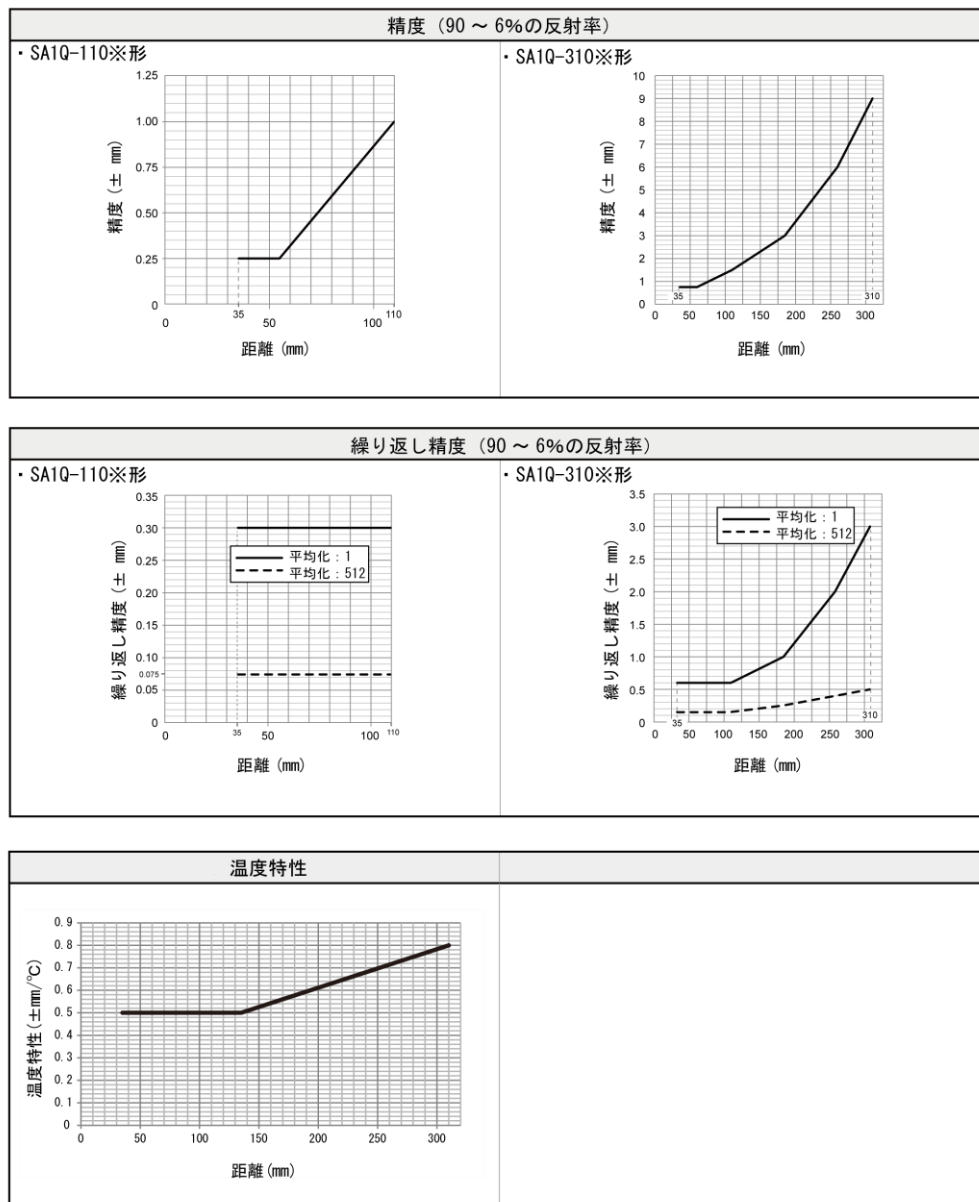 精度（90 ～ 6%の反射率）
・SA1Q-110※形
1.25
1.00
0.75
0.50
0.25
0
精度（± mm）
0
35
50
100
110
距離（mm）
・SA1Q-310※形
10
9
8
7
6
5
4
3
2
1
0
精度（± mm）
35
310
0 50 100 150 200 250 300
距離（mm）
繰り返し精度（90 ～ 6%の反射率）
・SA1Q-110※形
0.35
0.30
0.25
0.20
0.15
0.10
0.075
0.05
0
繰り返し精度（± mm）
平均化：1
平均化：512
0
35
50
100
110
距離（mm）
・SA1Q-310※形
3.5
3.0
2.5
2.0
1.5
1.0
0.5
0
繰り返し精度（± mm）
平均化：1
平均化：512
35
310
0 50 100 150 200 250 300
距離（mm）
温度特性
0.9
0.8
0.7
0.6
0.5
0.4
0.3
0.2
0.1
0
温度特性（±mm/℃）
0 50 100 150 200 250 300
距離（mm）